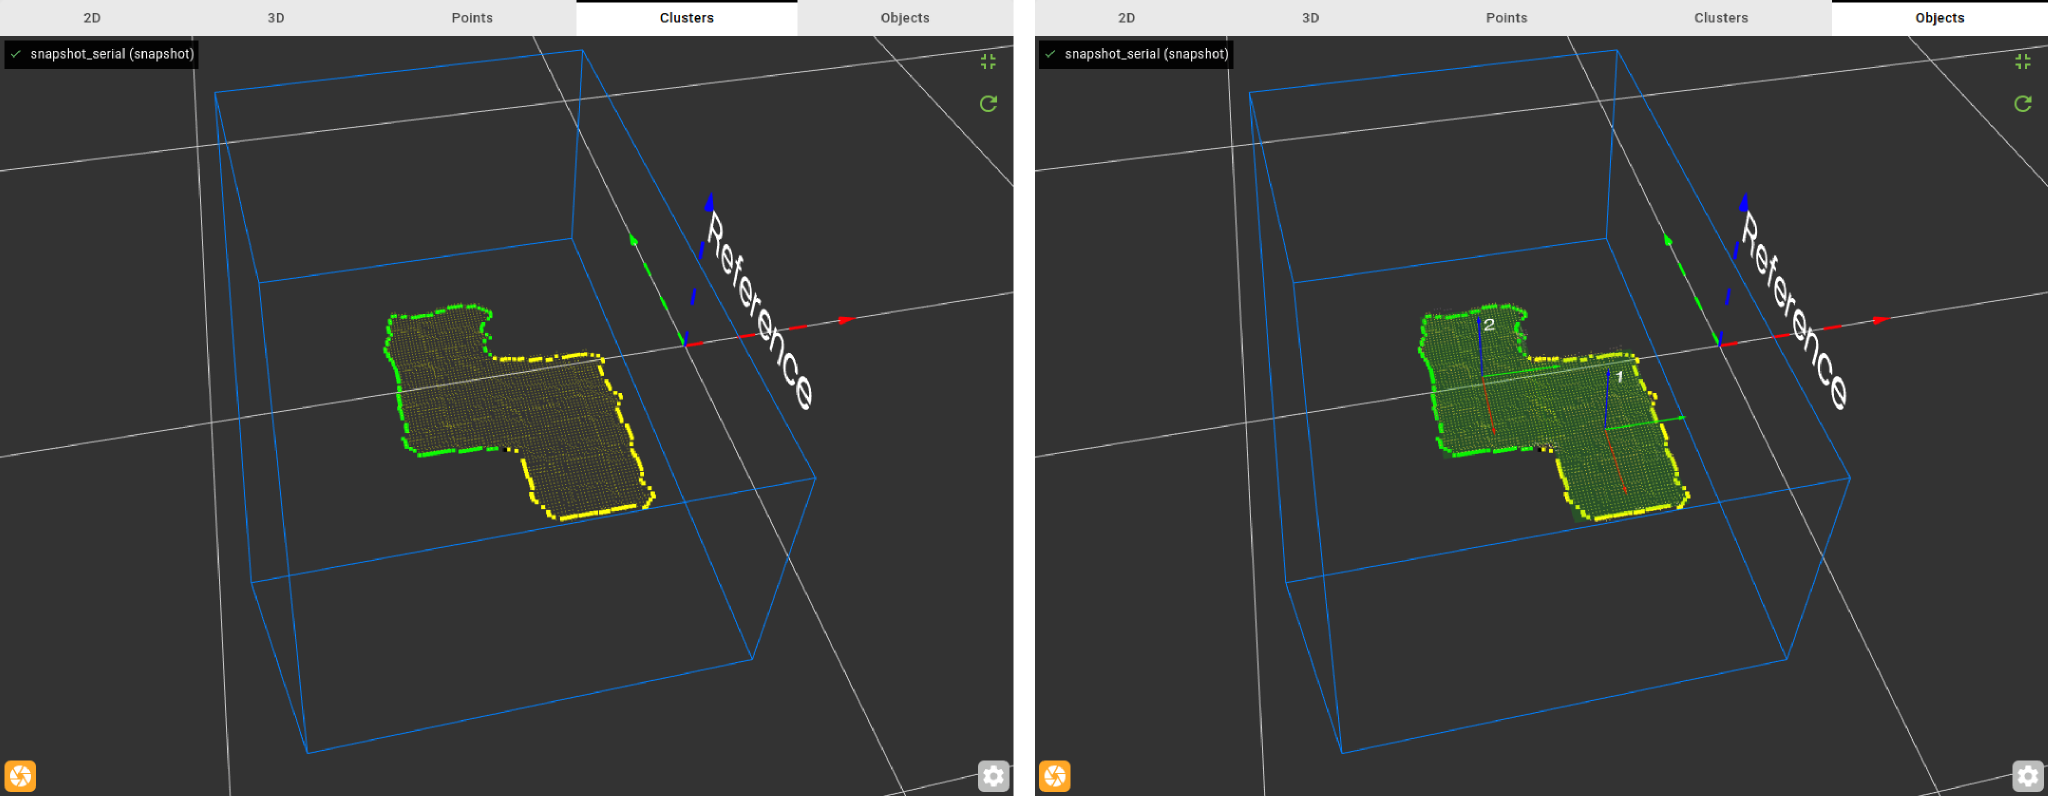 2D 3D Points Clusters Objects
snapshot_serial (snapshot)
Reference
2D 3D Points Clusters Objects
snapshot_serial (snapshot)
Reference
2
1